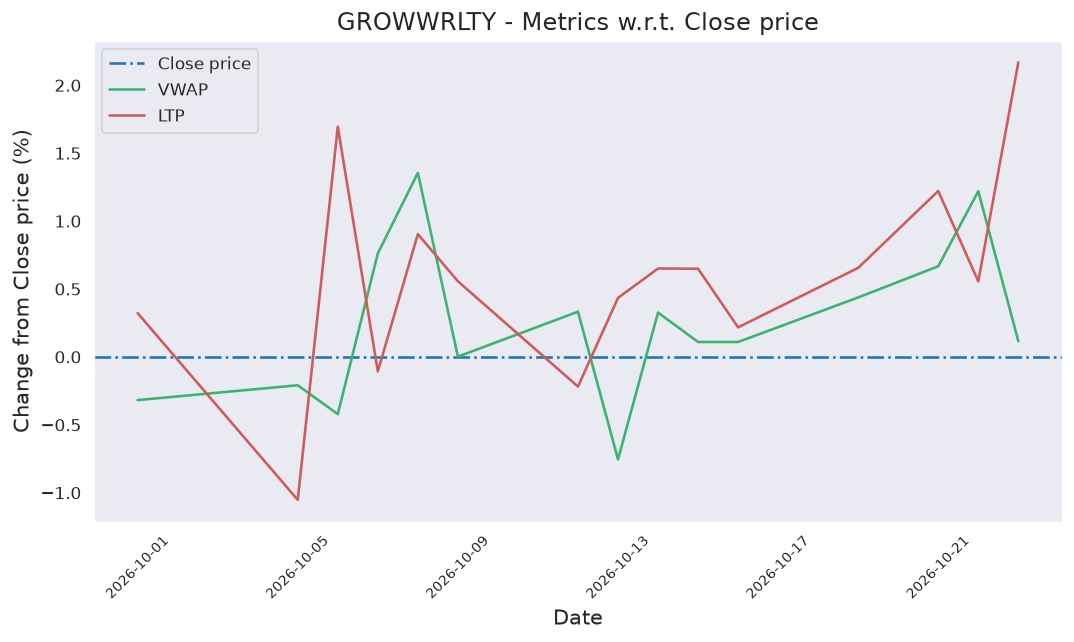 GROWWRLTY - Metrics w.r.t. Close price
Close price
VWAP
LTP
Change from Close price (%)
2.0
1.5
1.0
0.5
0.0
−0.5
−1.0
2026-10-01
2026-10-05
2026-10-09
2026-10-13
2026-10-17
2026-10-21
Date